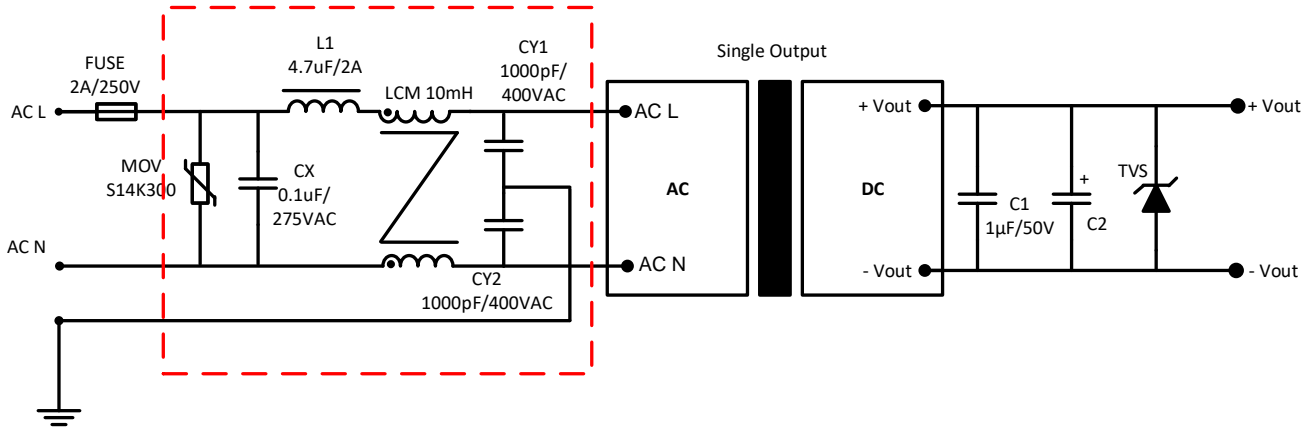 FUSE
2A/250V
AC L
MOV
S14K300
CX
0.1uF/
275VAC
L1
4.7uF/2A
LCM 10mH
CY1
1000pF/
400VAC
AC N
CY2
1000pF/400VAC
Single Output
AC L
AC
AC N
+ Vout
DC
- Vout
C1
1μF/50V
+
C2
TVS
+ Vout
- Vout